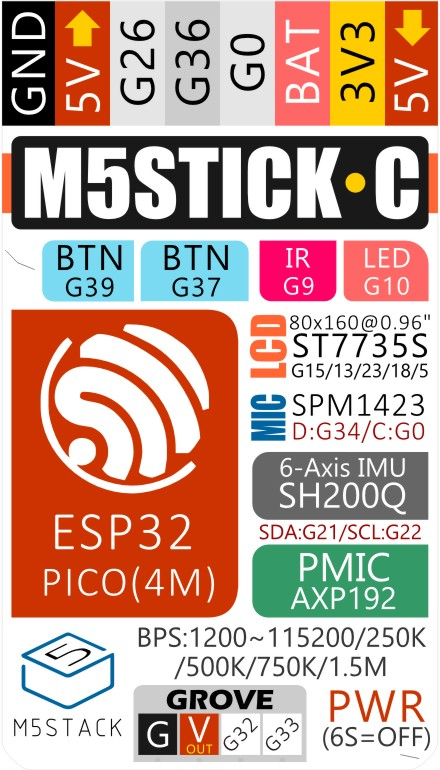 GND 5V G26 G36 G0 BAT 3V3 5V
M5STICK·C
BTN BTN IR LED
G39 G37 G9 G10
LCD 80x160@0.96"
ST7735S
G15/13/23/18/5
MIC SPM1423
D:G34/C:G0
6-Axis IMU
SH200Q
SDA:G21/SCL:G22
ESP32
PICO(4M)
PMIC
AXP192
BPS:1200~115200/250K
/500K/750K/1.5M
5
M5STACK
GROVE
G V OUT G32 G33
PWR
(6S=OFF)